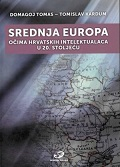 DOMAGOJ TOMAS – TOMISLAV KARDUM
SREDNJA EUROPA
OČIMA HRVATSKIH INTELEKTUALACA
U 20. STOLJEĆU